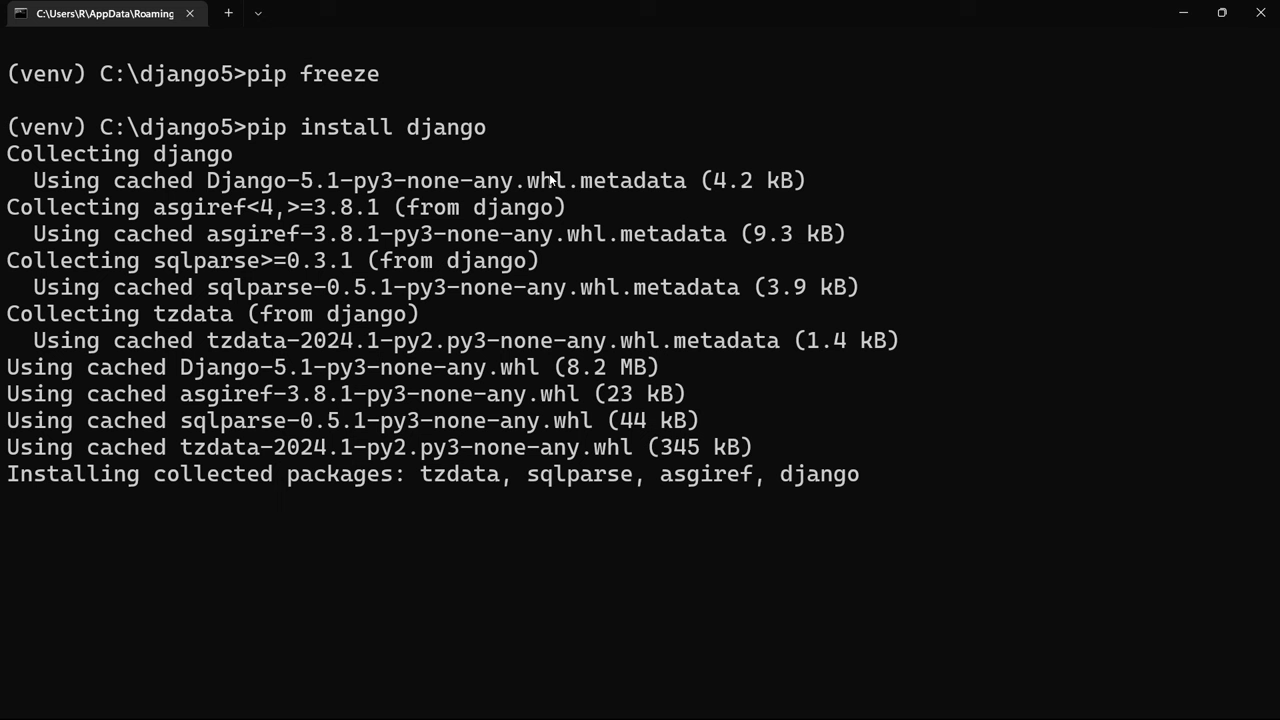 C:\Users\R\AppData\Roaming
(venv) C:\django5>pip freeze
(venv) C:\django5>pip install django
Collecting django
  Using cached Django-5.1-py3-none-any.whl.metadata (4.2 kB)
Collecting asgiref<4,>=3.8.1 (from django)
  Using cached asgiref-3.8.1-py3-none-any.whl.metadata (9.3 kB)
Collecting sqlparse>=0.3.1 (from django)
  Using cached sqlparse-0.5.1-py3-none-any.whl.metadata (3.9 kB)
Collecting tzdata (from django)
  Using cached tzdata-2024.1-py2.py3-none-any.whl.metadata (1.4 kB)
Using cached Django-5.1-py3-none-any.whl (8.2 MB)
Using cached asgiref-3.8.1-py3-none-any.whl (23 kB)
Using cached sqlparse-0.5.1-py3-none-any.whl (44 kB)
Using cached tzdata-2024.1-py2.py3-none-any.whl (345 kB)
Installing collected packages: tzdata, sqlparse, asgiref, django